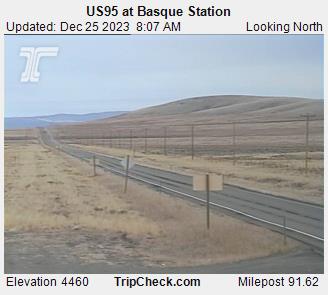 US95 at Basque Station
Updated: Dec 25 2023 8:07 AM Looking North
Elevation 4460 TripCheck.com Milepost 91.62